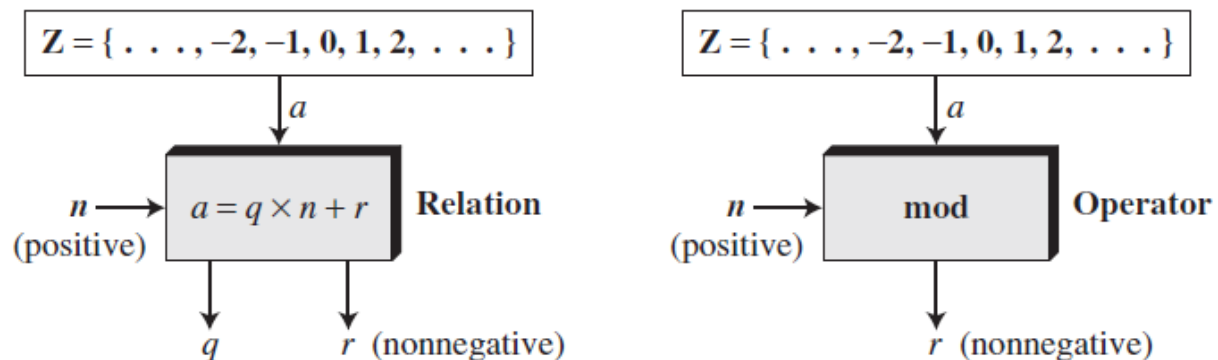 Z = { . . . , −2, −1, 0, 1, 2, . . . }
a
n
(positive)
a = q × n + r
Relation
q
r (nonnegative)
Z = { . . . , −2, −1, 0, 1, 2, . . . }
a
n
(positive)
mod
Operator
r (nonnegative)